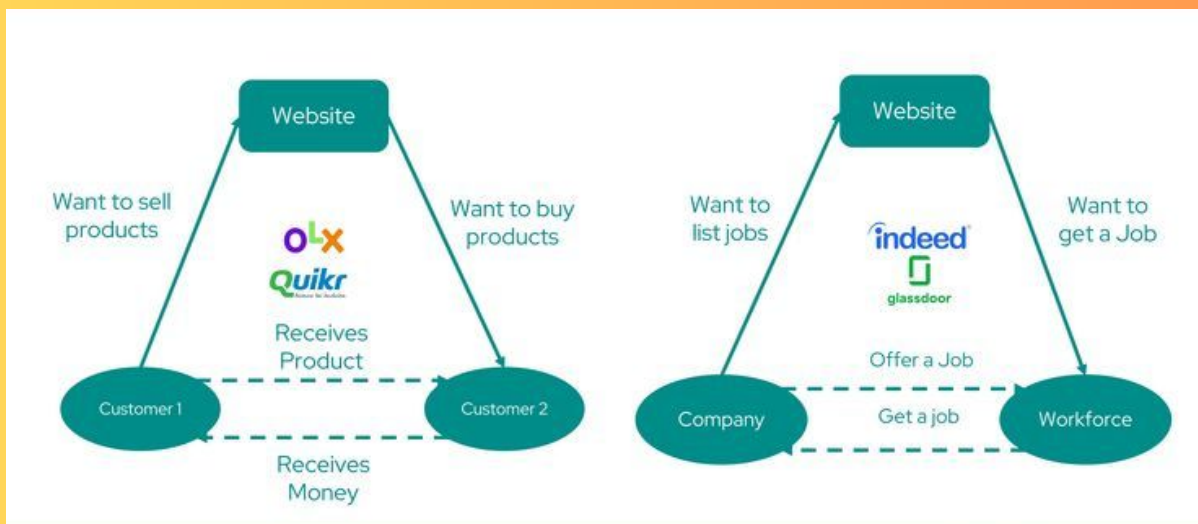 Website
Want to sell
products
Want to buy
products
OLX
Quikr
Receives
Product
Customer 1
Customer 2
Receives
Money
Website
Want to
list jobs
Want to
get a Job
indeed
glassdoor
Offer a Job
Get a job
Company
Workforce